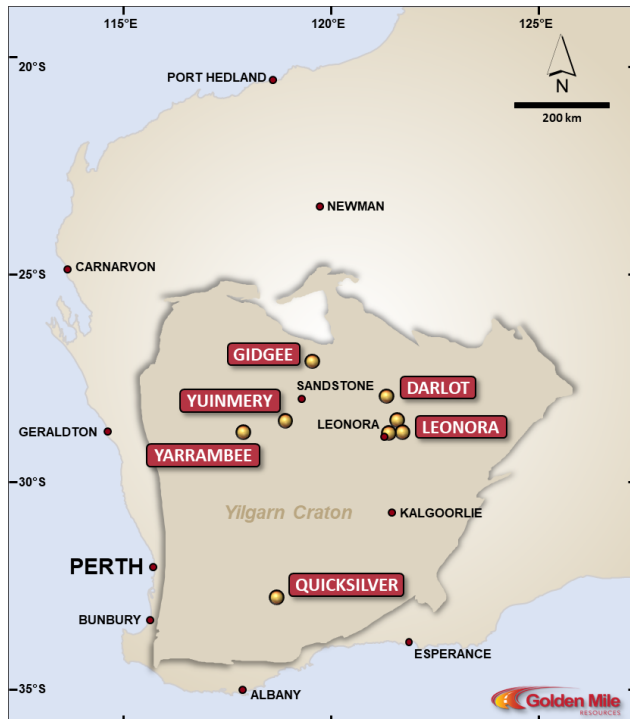 115°E
120°E
125°E
20°S
PORT HEDLAND
N
200 km
NEWMAN
25°S
CARNARVON
GIDGEE
SANDSTONE
DARLOT
YUINMERY
LEONORA
LEONORA
GERALDTON
YARRAMBEE
30°S
Yilgarn Craton
KALGOORLIE
PERTH
QUICKSILVER
BUNBURY
ESPERANCE
35°S
ALBANY
Golden Mile
RESOURCES